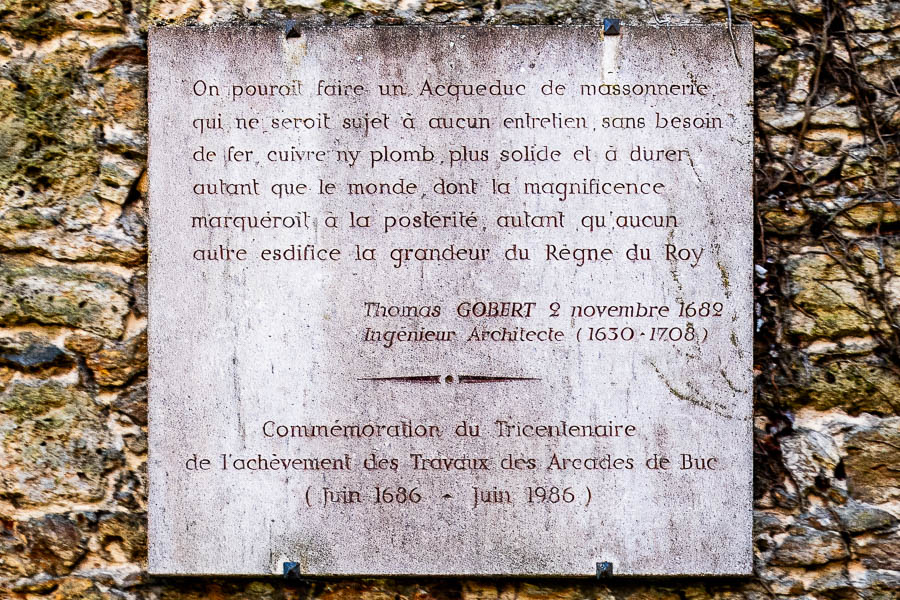 On pouroit faire un Acqueduc de massonnerie,
qui ne seroit sujet à aucun entretien, sans besoin
de fer, cuivre ny plomb, plus solide et à durer
autant que le monde, dont la magnificence
marquéroit à la postérité, autant qu'aucun
autre esdifice la grandeur du Règne du Roy
Thomas GOBERT 2 novembre 1682
Ingénieur Architecte (1630-1708)
Commémoration du Tricentenaire
de l'achèvement des Travaux des Arcades de Buc
(Juin 1686 - Juin 1986)